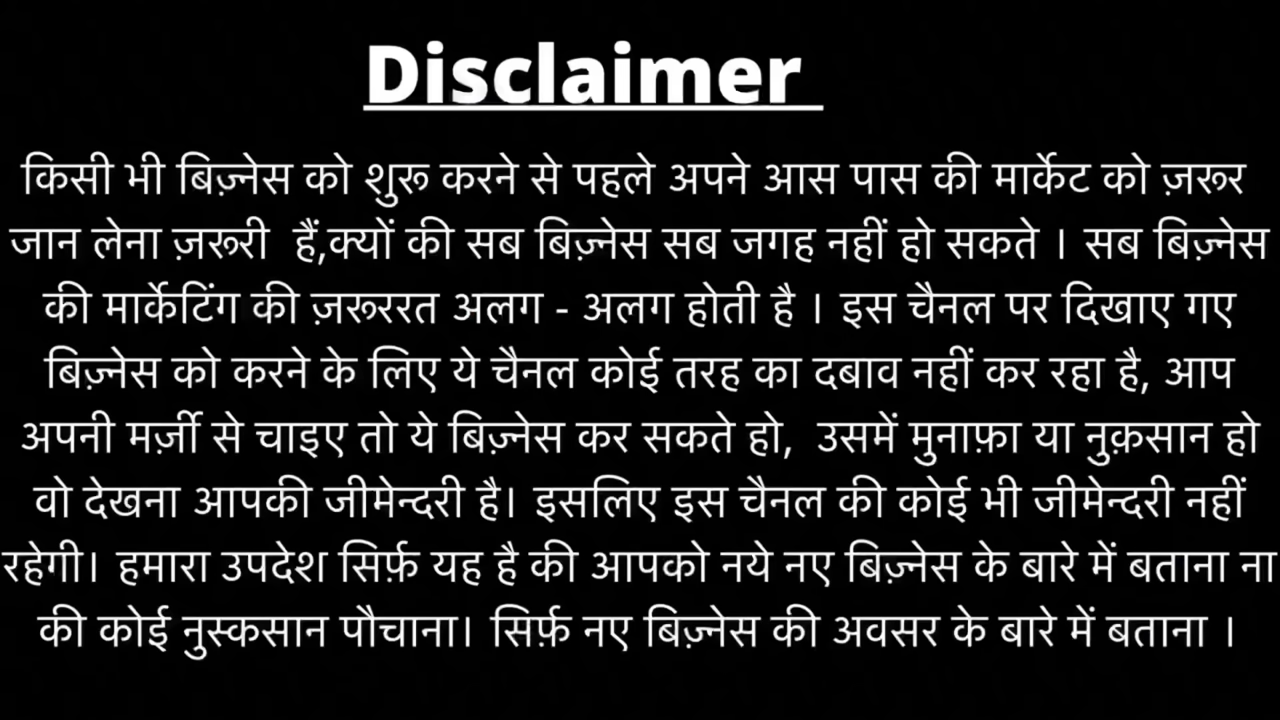 Disclaimer
किसी भी बिज़्नेस को शुरू करने से पहले अपने आस पास की मार्केट को ज़रूर
जान लेना ज़रूरी हैं,क्यों की सब बिज़्नेस सब जगह नहीं हो सकते । सब बिज़्नेस
की मार्केटिंग की ज़रूररत अलग - अलग होती है । इस चैनल पर दिखाए गए
बिज़्नेस को करने के लिए ये चैनल कोई तरह का दबाव नहीं कर रहा है, आप
अपनी मर्ज़ी से चाइए तो ये बिज़्नेस कर सकते हो, उसमें मुनाफ़ा या नुक़सान हो
वो देखना आपकी जीमेन्दरी है। इसलिए इस चैनल की कोई भी जीमेन्दरी नहीं
रहेगी। हमारा उपदेश सिर्फ़ यह है की आपको नये नए बिज़्नेस के बारे में बताना ना
की कोई नुस्कसान पौचाना। सिर्फ़ नए बिज़्नेस की अवसर के बारे में बताना ।